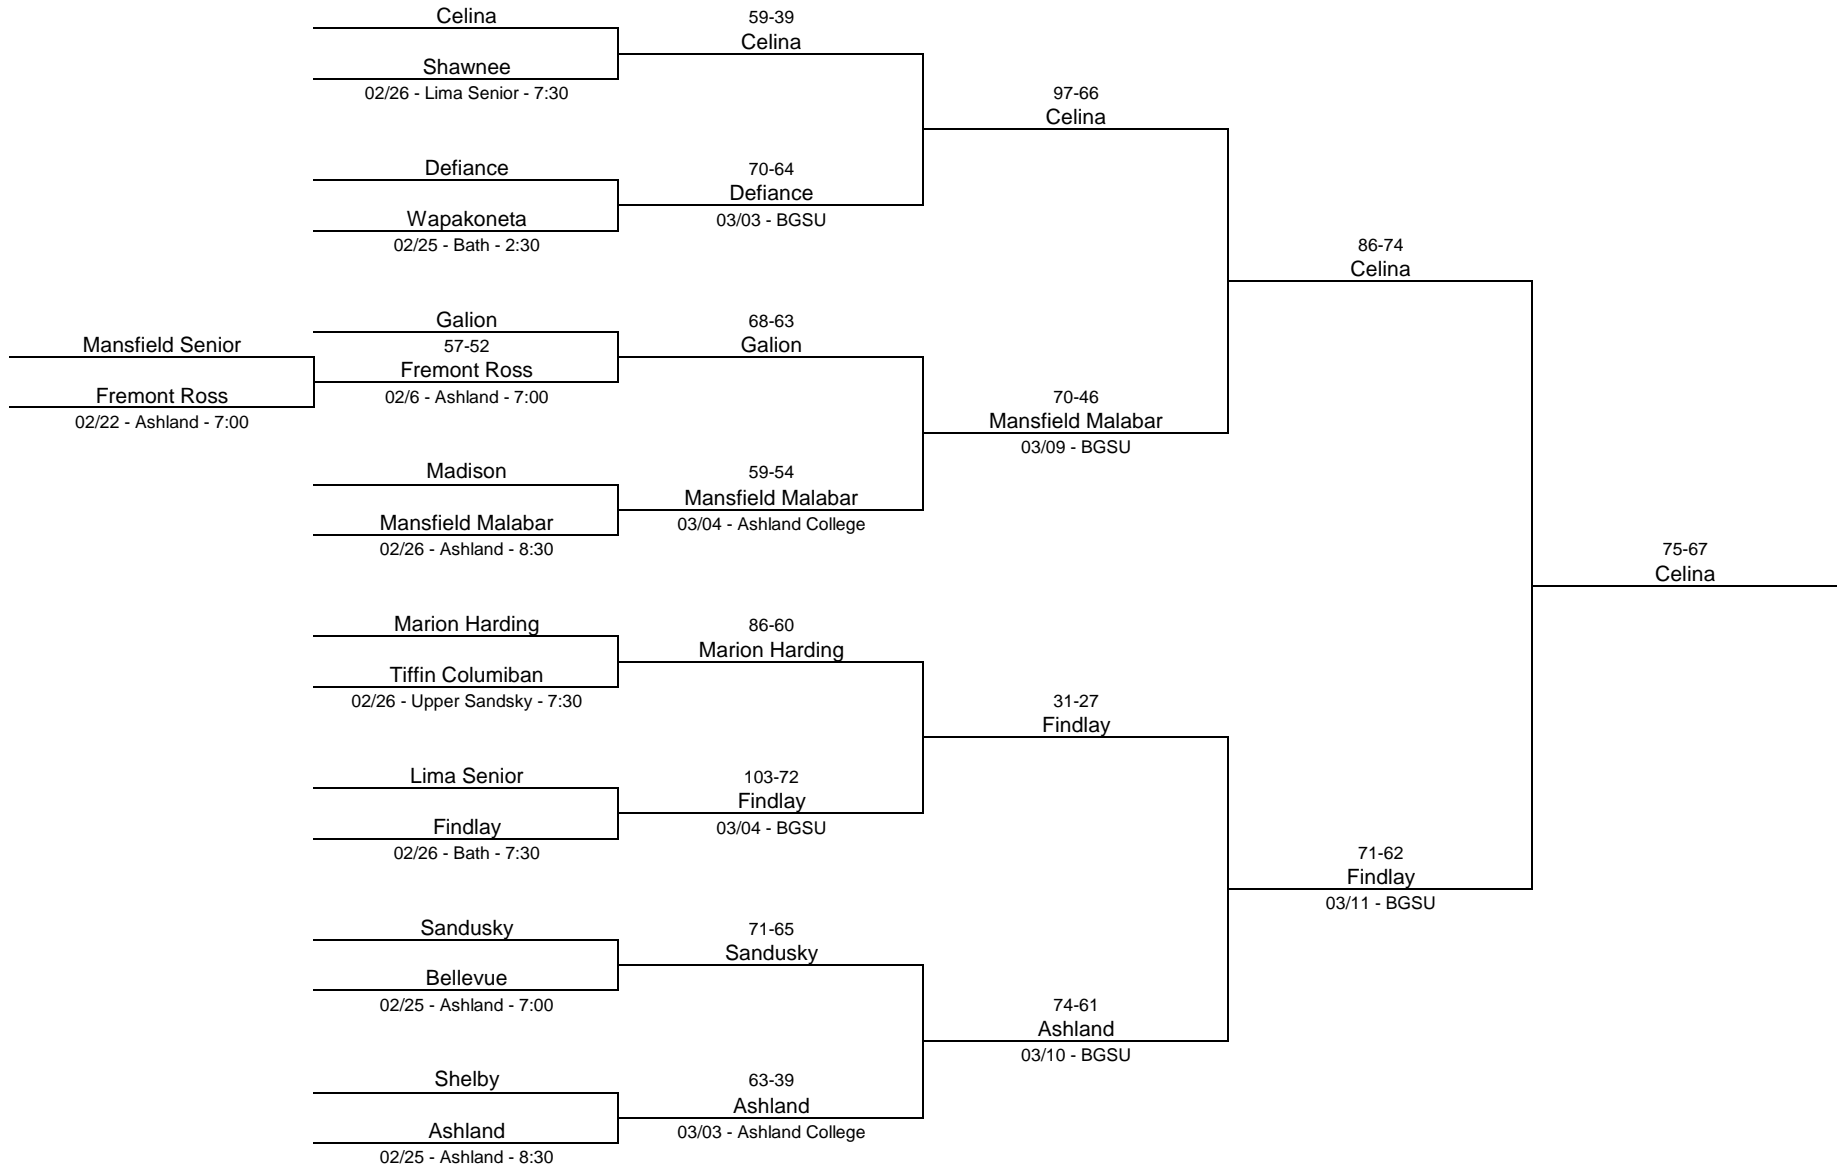 Celina
Shawnee
02/26 - Lima Senior - 7:30
Defiance
Wapakoneta
02/25 - Bath - 2:30
Mansfield Senior
Fremont Ross
02/22 - Ashland - 7:00
Galion
57-52
Fremont Ross
02/6 - Ashland - 7:00
Madison
Mansfield Malabar
02/26 - Ashland - 8:30
Marion Harding
Tiffin Columiban
02/26 - Upper Sandsky - 7:30
Lima Senior
Findlay
02/26 - Bath - 7:30
Sandusky
Bellevue
02/25 - Ashland - 7:00
Shelby
Ashland
02/25 - Ashland - 8:30
59-39
Celina
70-64
Defiance
03/03 - BGSU
68-63
Galion
59-54
Mansfield Malabar
03/04 - Ashland College
86-60
Marion Harding
103-72
Findlay
03/04 - BGSU
71-65
Sandusky
63-39
Ashland
03/03 - Ashland College
97-66
Celina
70-46
Mansfield Malabar
03/09 - BGSU
31-27
Findlay
74-61
Ashland
03/10 - BGSU
86-74
Celina
71-62
Findlay
03/11 - BGSU
75-67
Celina